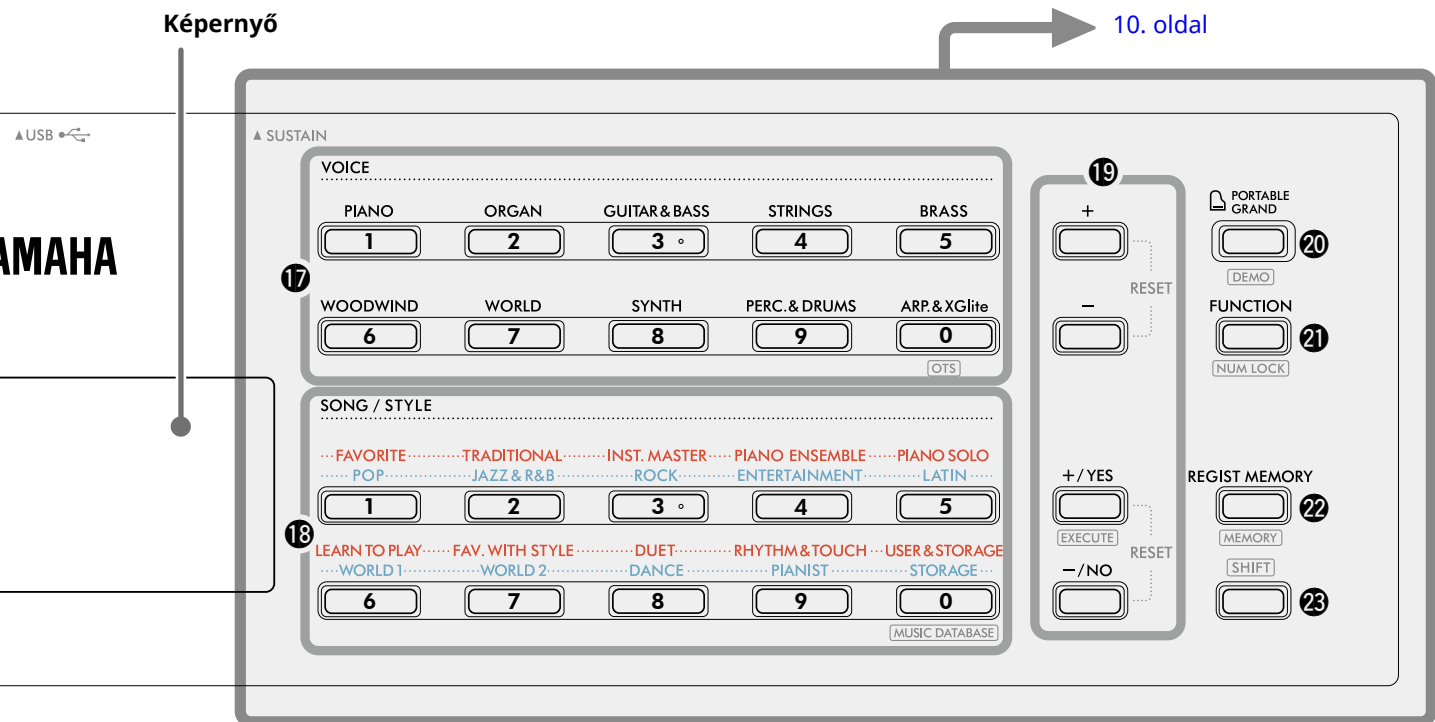 Képernyő
10. oldal
▲USB
▲ SUSTAIN
VOICE
PIANO ORGAN GUITAR & BASS STRINGS BRASS
1 2 3 4 5
⓱
WOODWIND WORLD SYNTH PERC. & DRUMS ARP. & XGlite
6 7 8 9 0
OTS
SONG / STYLE
FAVORITE TRADITIONAL INST. MASTER PIANO ENSEMBLE PIANO SOLO
POP JAZZ & R&B ROCK ENTERTAINMENT LATIN
1 2 3 4 5
⓲
LEARN TO PLAY FAV. WITH STYLE DUET RHYTHM & TOUCH USER & STORAGE
WORLD 1 WORLD 2 DANCE PIANIST STORAGE
6 7 8 9 0
MUSIC DATABASE
⓳
+
RESET
−
+/YES
EXECUTE
RESET
−/NO
PORTABLE
GRAND
⓴
DEMO
FUNCTION
㉑
NUM LOCK
REGIST MEMORY
㉒
MEMORY
SHIFT
㉓
AMAHA